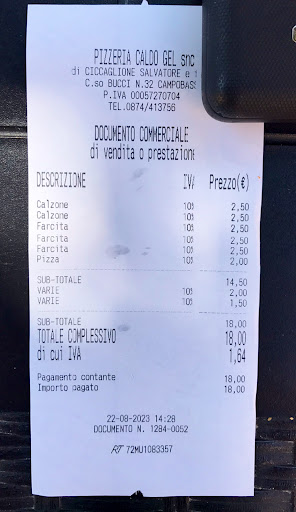 PIZZERIA CALDO GEL snc
di CICCAGLIONE SALVATORE e
C.so BUCCI N.32 CAMPOBASS
P.IVA 00057270704
TEL.0874/413756
DOCUMENTO COMMERCIALE
di vendita o prestazione
DESCRIZIONE IVA Prezzo(€)
Calzone 10% 2,50
Calzone 10% 2,50
Farcita 10% 2,50
Farcita 10% 2,50
Farcita 10% 2,50
Pizza 10% 2,00
SUB-TOTALE 14,50
VARIE 10% 2,00
VARIE 10% 1,50
SUB-TOTALE 18,00
TOTALE COMPLESSIVO 18,00
di cui IVA 1,64
Pagamento contante 18,00
Importo pagato 18,00
22-08-2023 14:28
DOCUMENTO N. 1284-0052
RT 72MU1083357